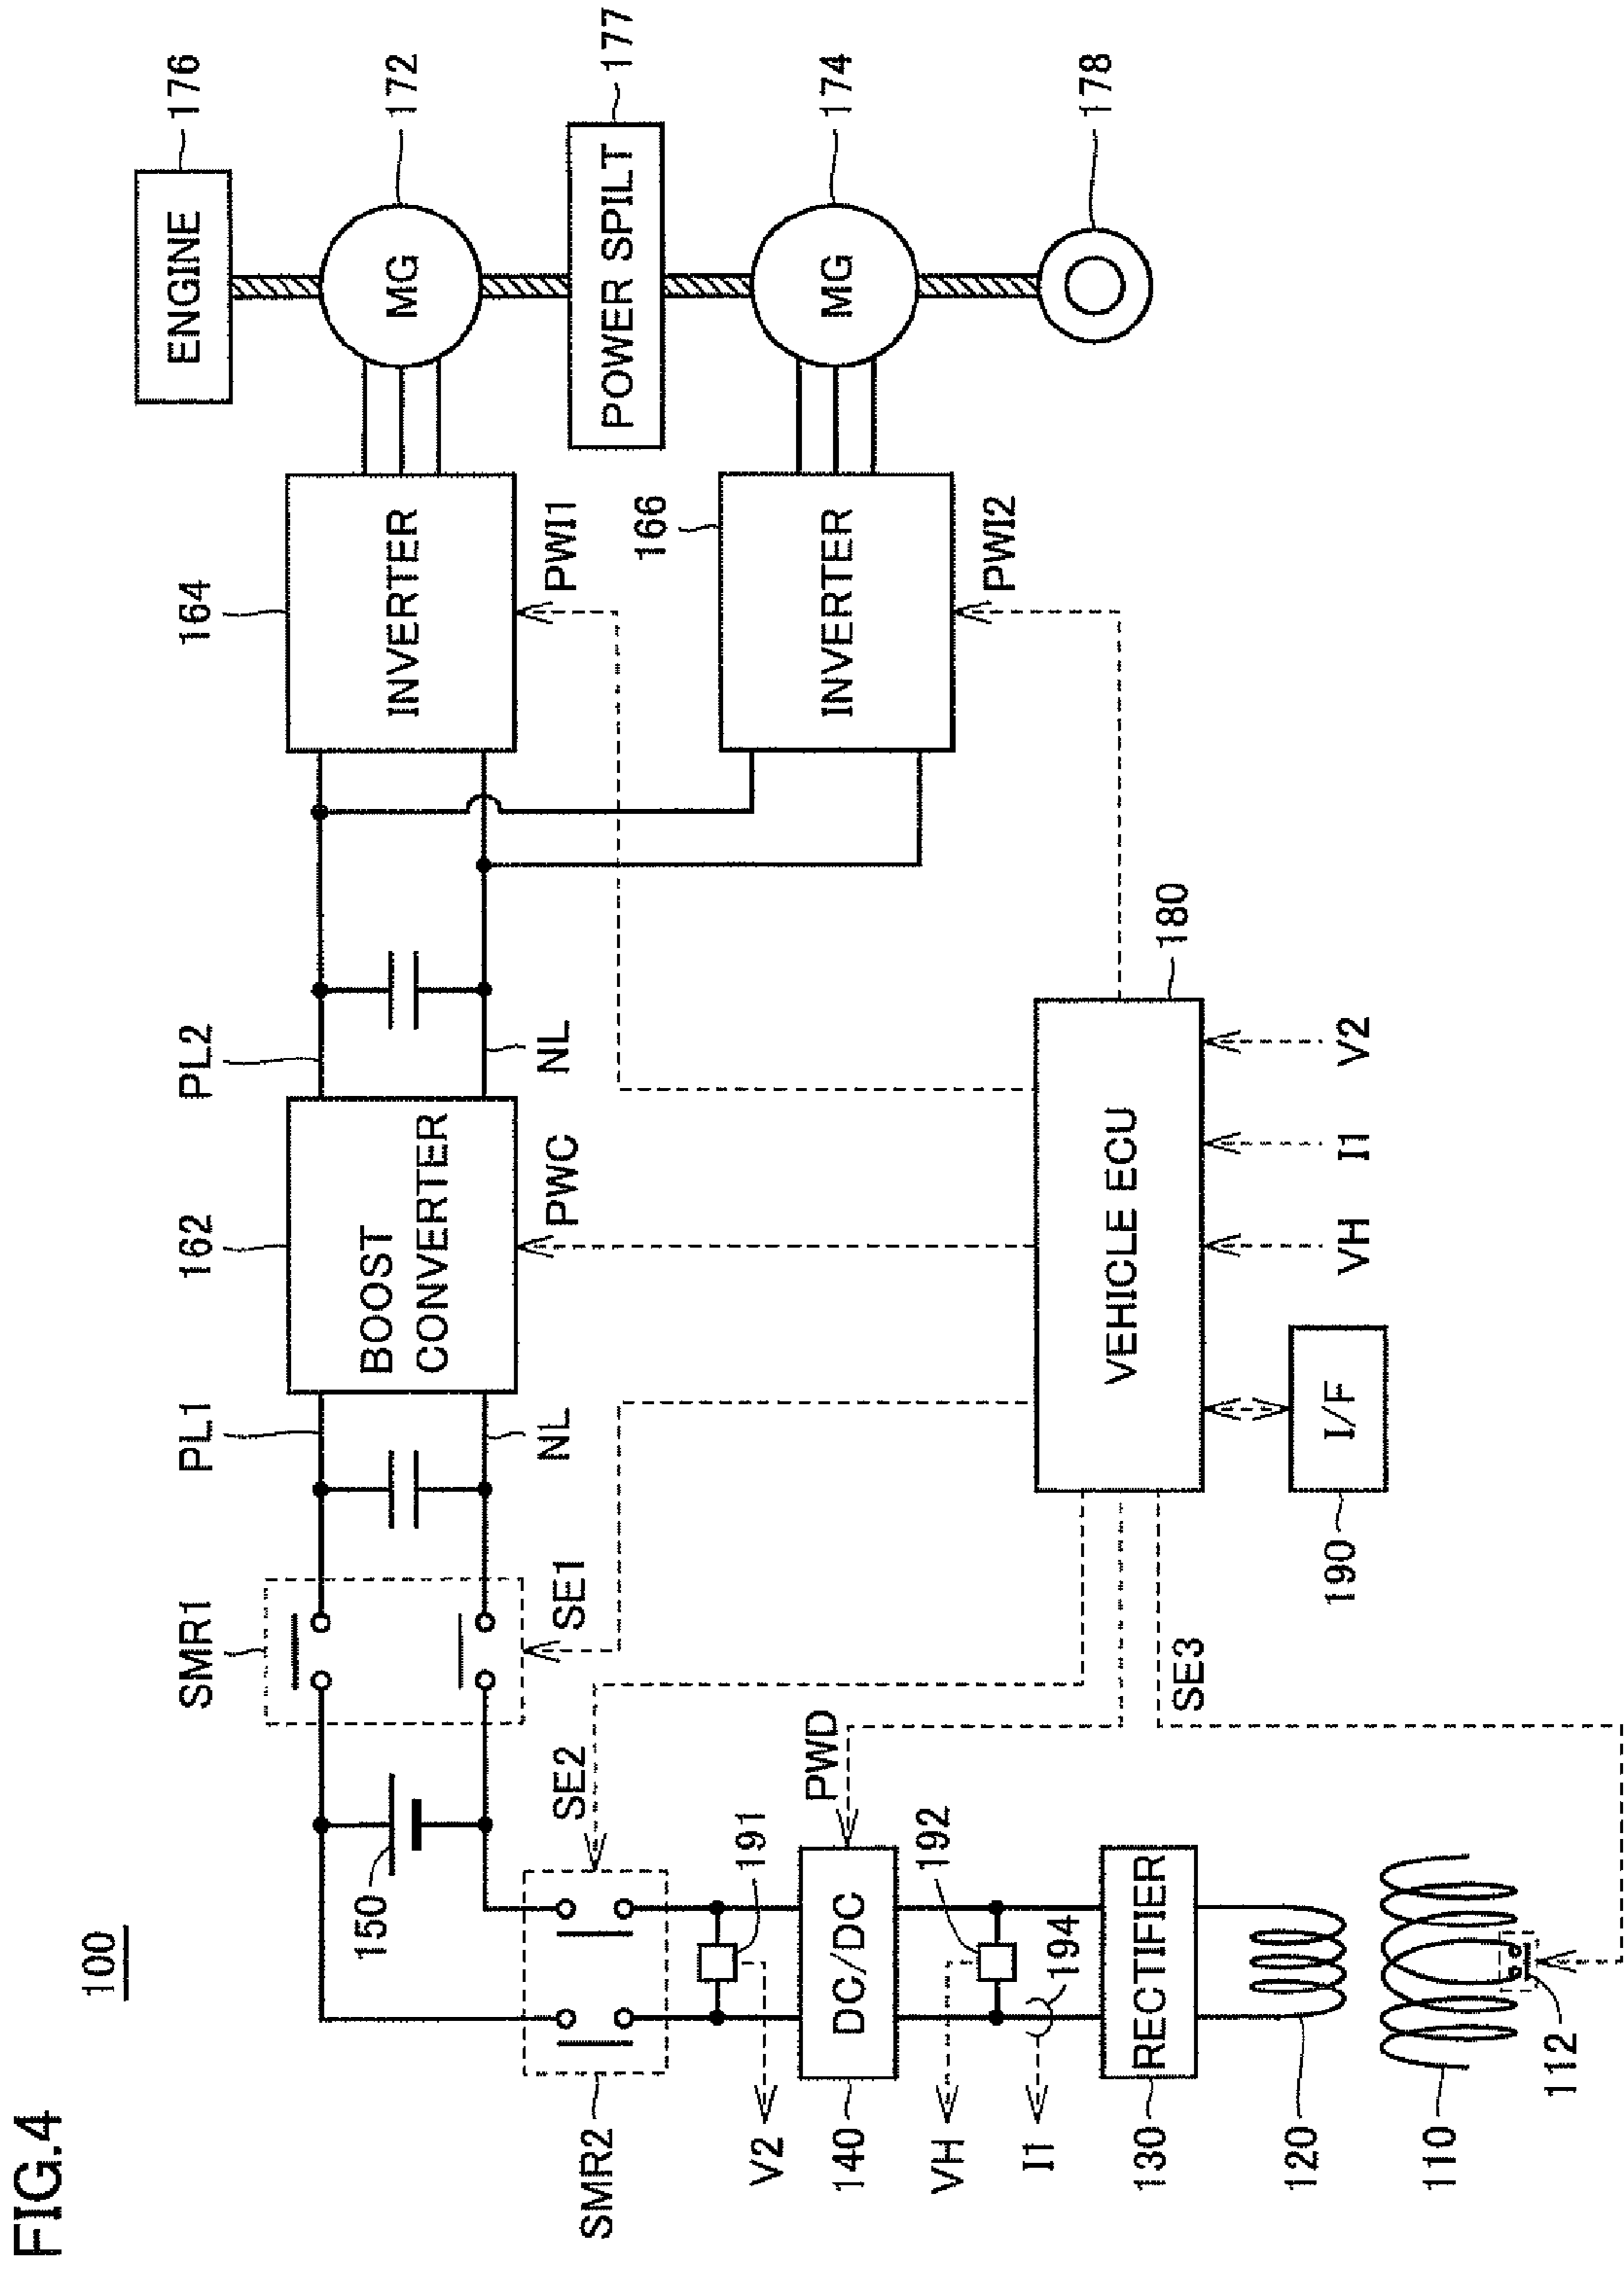 FIG.4
100
SMR1
PL1
162
PL2
164
ENGINE
176
MG
172
POWER SPILT
177
MG
174
178
150
BOOST
CONVERTER
INVERTER
INVERTER
166
NL
NL
SE1
SE2
PWC
PWI1
PWI2
SMR2
191
V2
PWD
DC/DC
140
192
VH
194
I1
RECTIFIER
130
120
110
112
SE3
VEHICLE ECU
180
I/F
190
VH
I1
V2